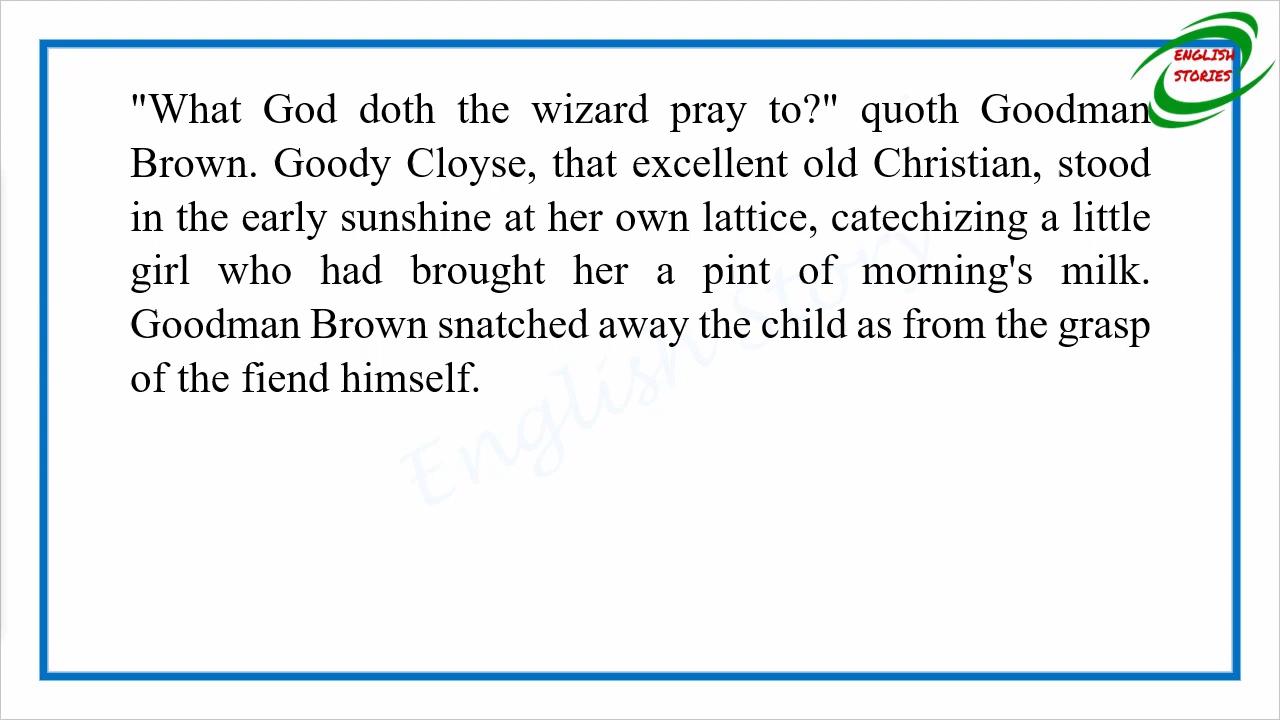 ENGLISH
STORIES
"What God doth the wizard pray to?" quoth Goodman
Brown. Goody Cloyse, that excellent old Christian, stood
in the early sunshine at her own lattice, catechizing a little
girl who had brought her a pint of morning's milk.
Goodman Brown snatched away the child as from the grasp
of the fiend himself.
English Story